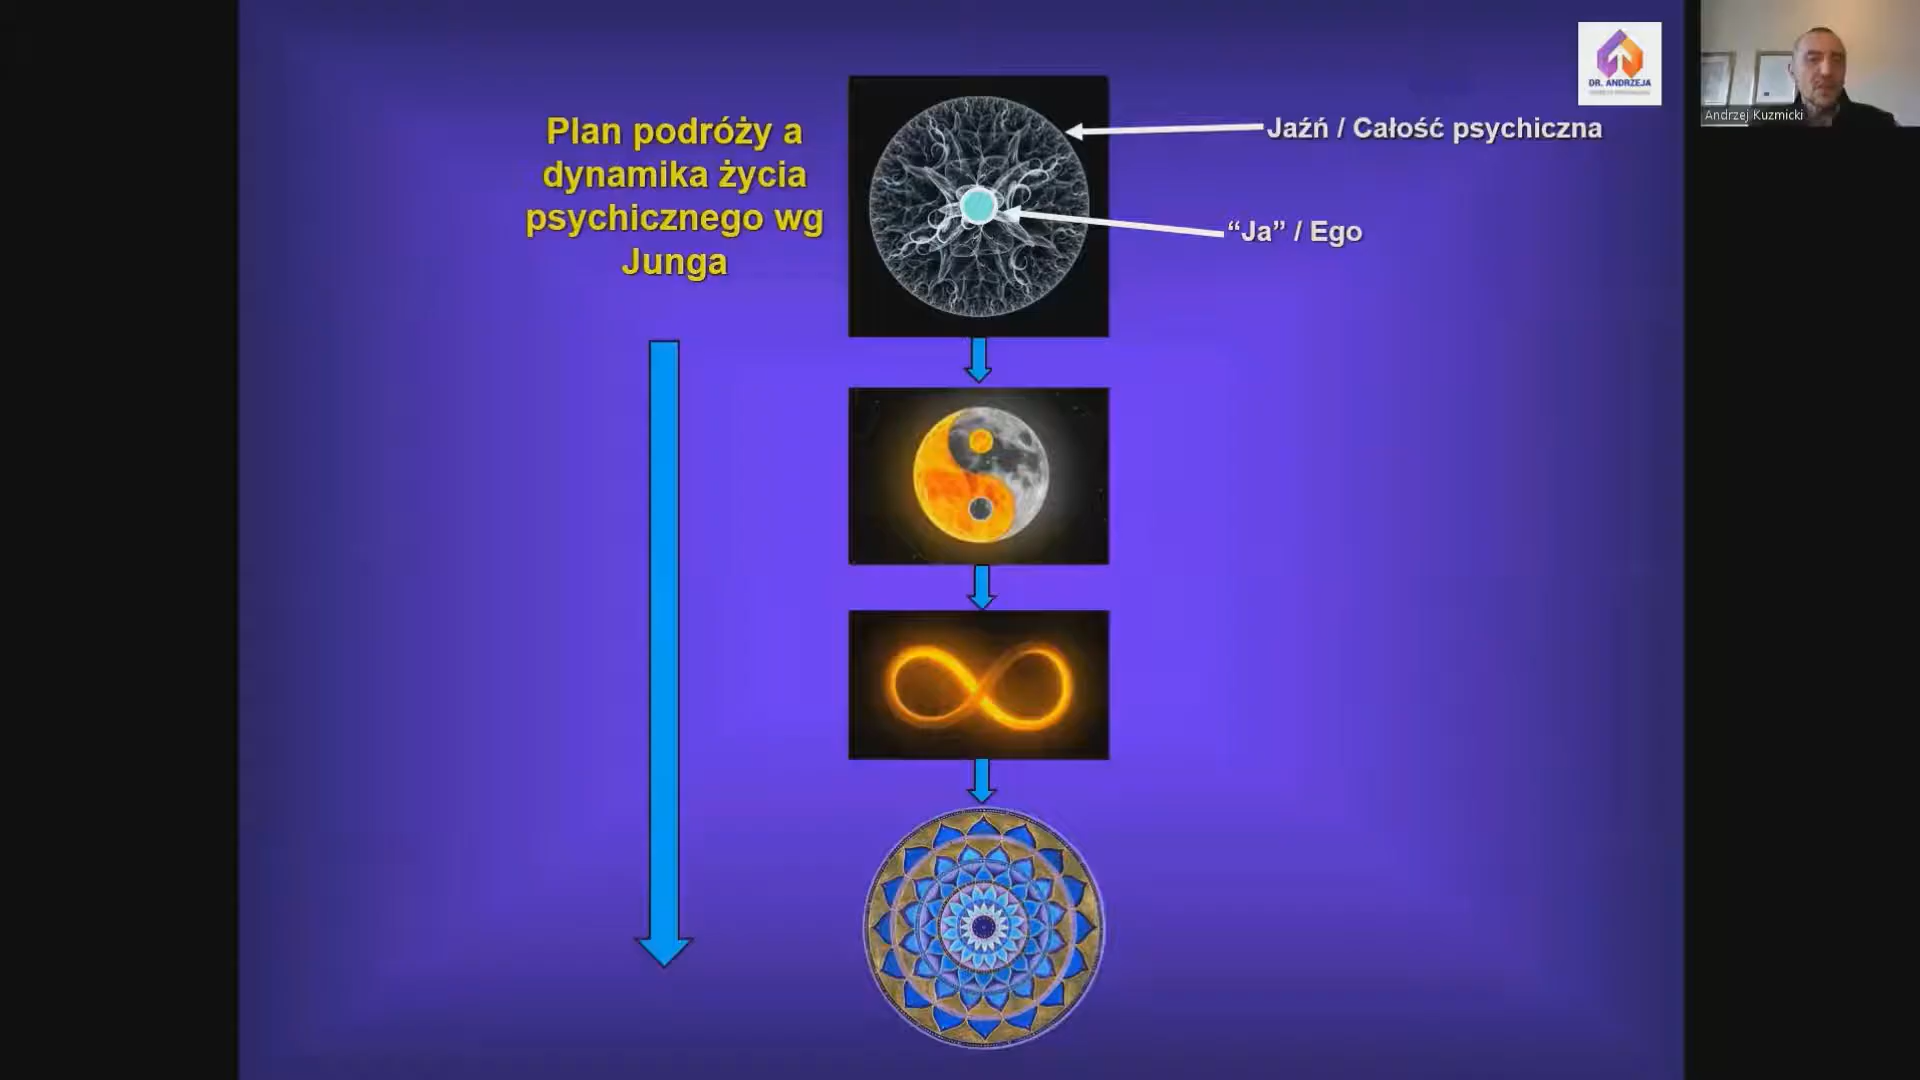 Plan podróży a
dynamika życia
psychicznego wg
Junga
Jaźń / Całość psychiczna
“Ja” / Ego
DR. ANDRZEJA
Andrzej Kuzmicki